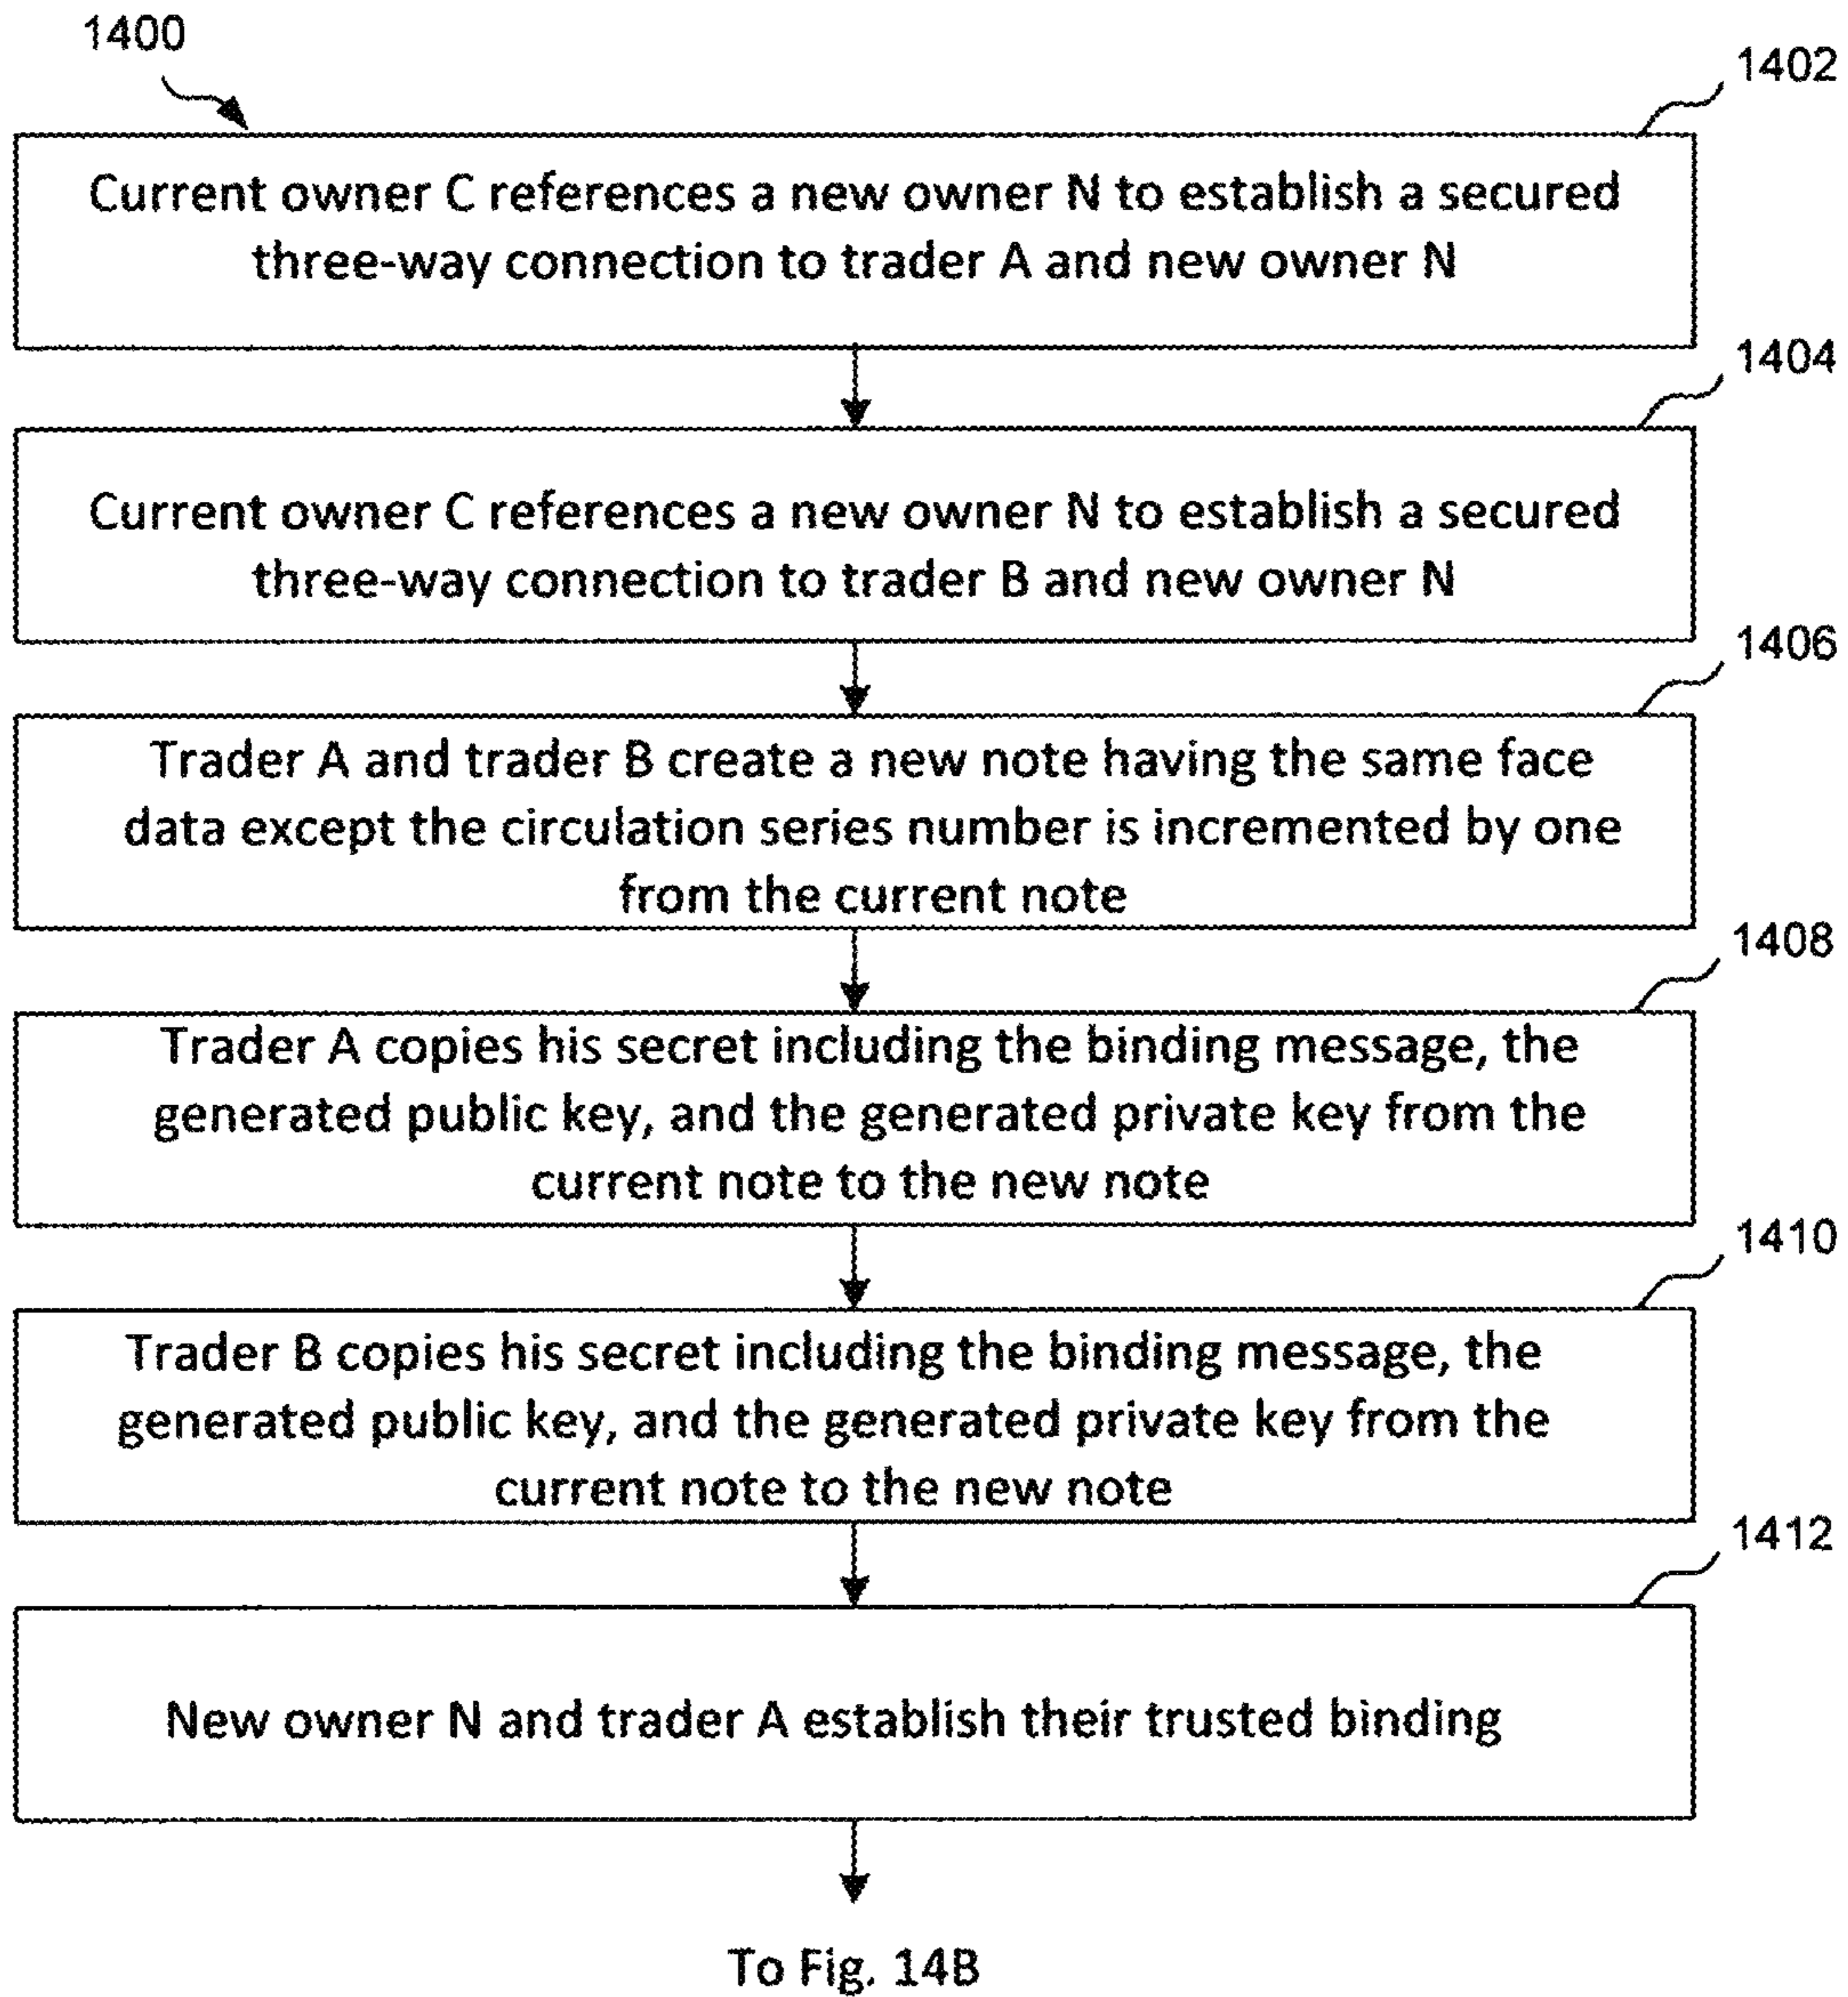 1400
1402
Current owner C references a new owner N to establish a secured
three-way connection to trader A and new owner N
1404
Current owner C references a new owner N to establish a secured
three-way connection to trader B and new owner N
1406
Trader A and trader B create a new note having the same face
data except the circulation series number is incremented by one
from the current note
1408
Trader A copies his secret including the binding message, the
generated public key, and the generated private key from the
current note to the new note
1410
Trader B copies his secret including the binding message, the
generated public key, and the generated private key from the
current note to the new note
1412
New owner N and trader A establish their trusted binding
To Fig. 14B